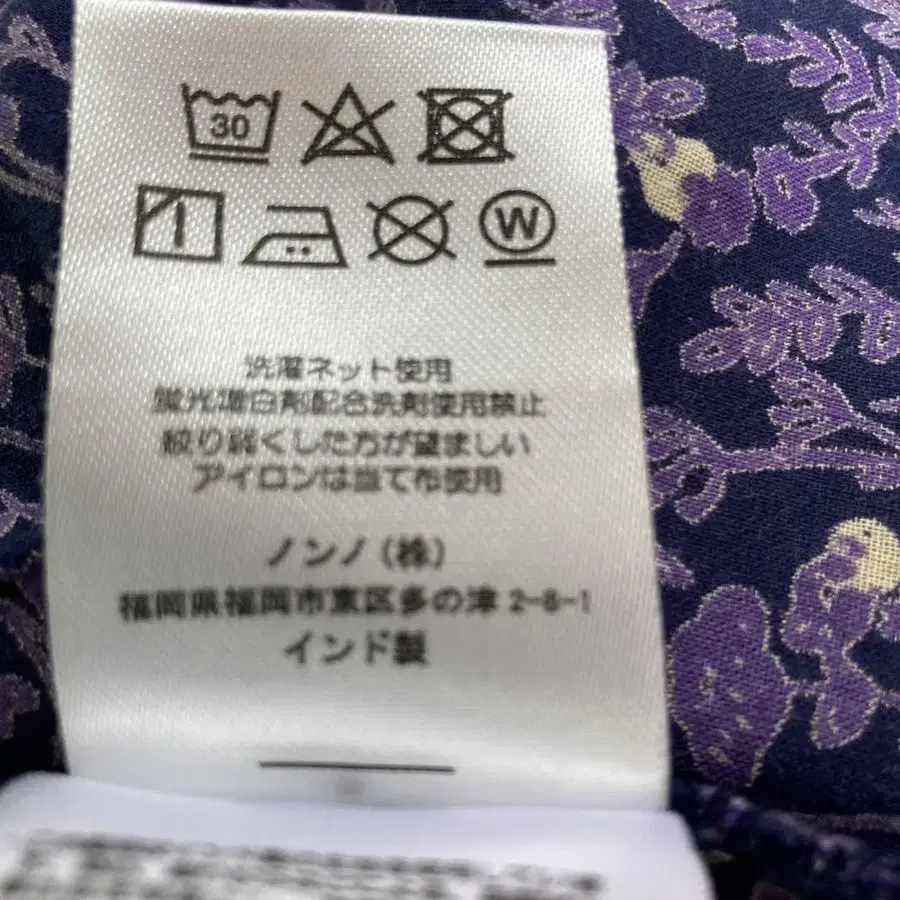 30
W
洗濯ネット使用
蛍光増白剤配合洗剤使用禁止
絞り弱くした方が望ましい
アイロンは当て布使用
ノンノ(株)
福岡県福岡市東区多の津 2-6-1
インド製